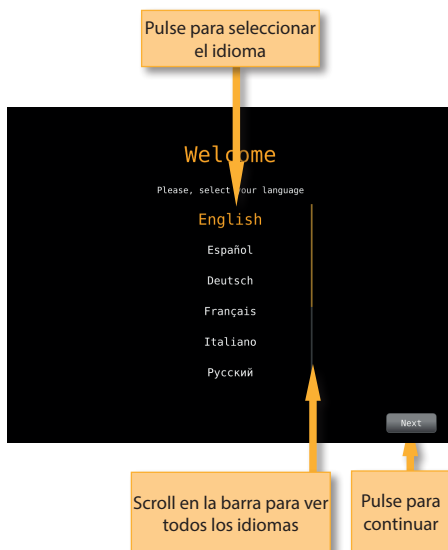 Pulse para seleccionar
el idioma
Welcome
Please, select your language
English
Español
Deutsch
Français
Italiano
Русский
Next
Scroll en la barra para ver
todos los idiomas
Pulse para
continuar